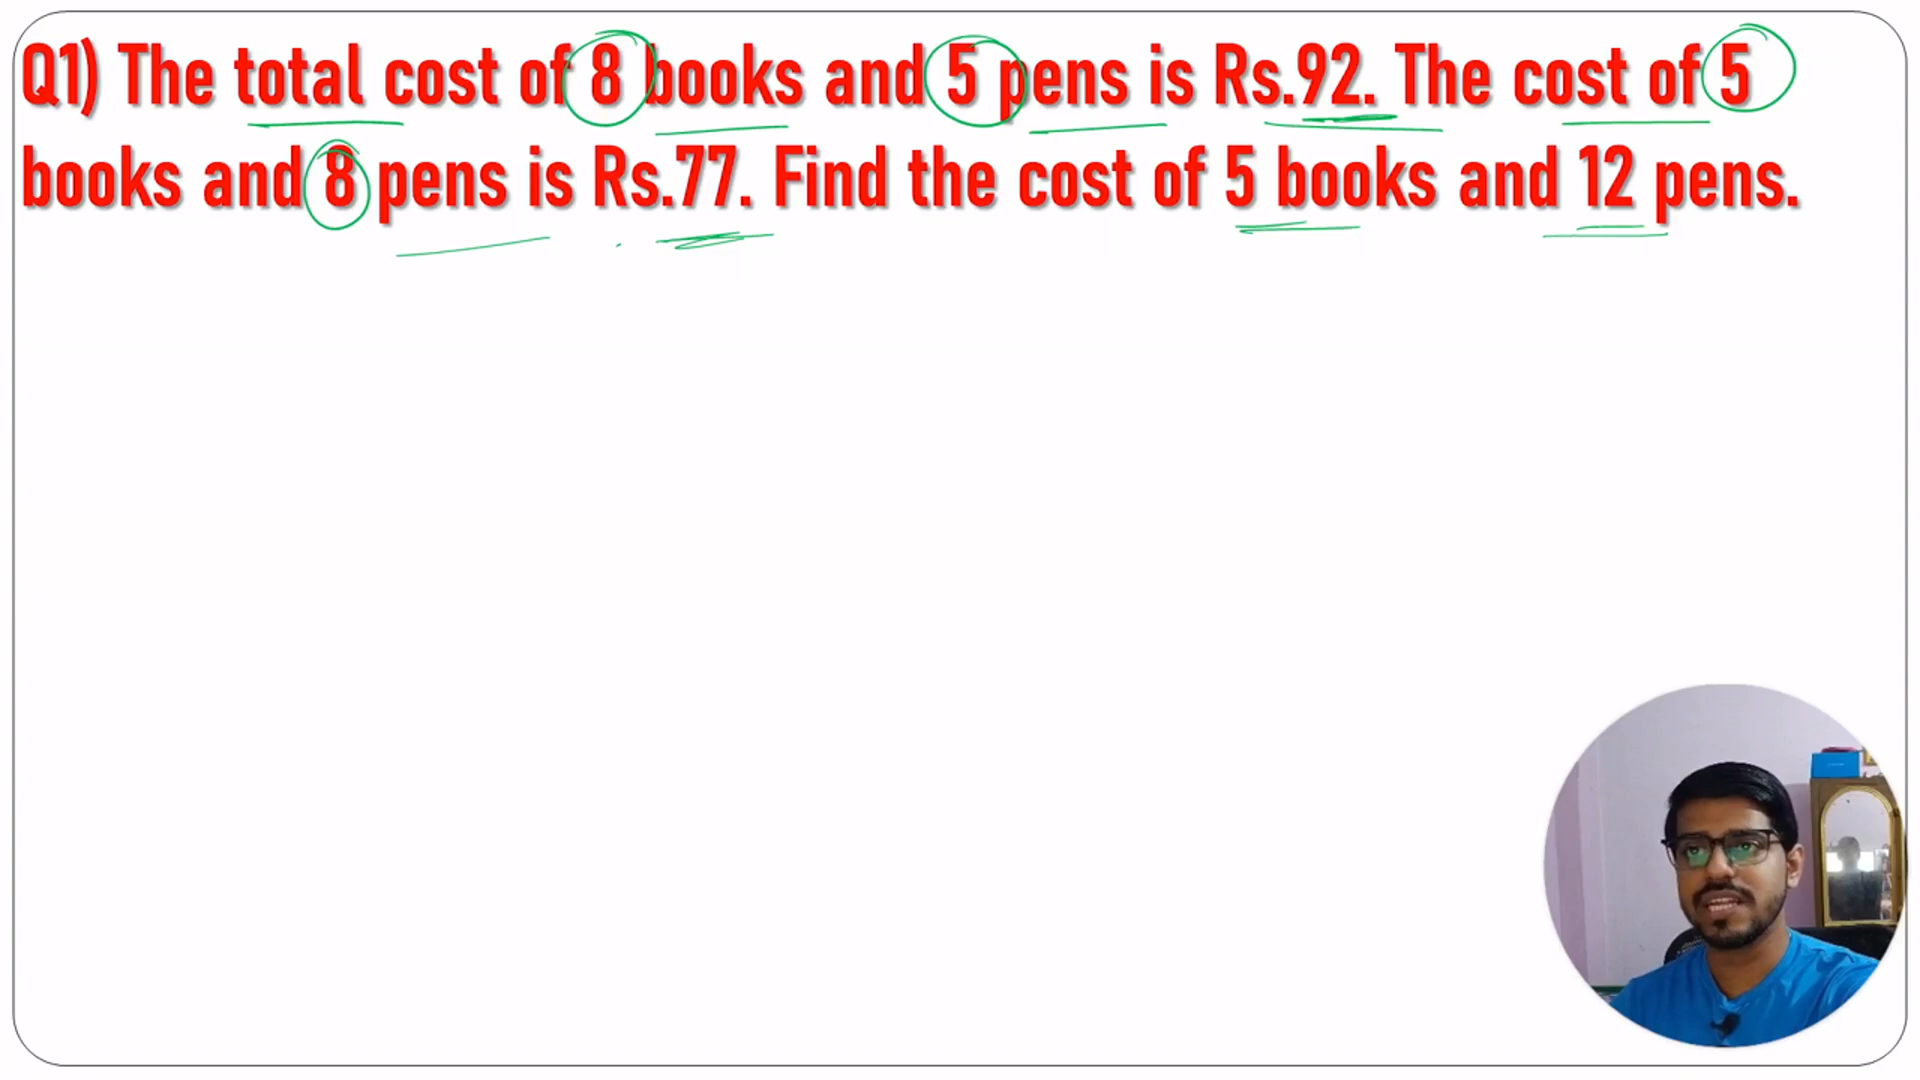 Q1) The total cost of 8 books and 5 pens is Rs.92. The cost of 5
books and 8 pens is Rs.77. Find the cost of 5 books and 12 pens.